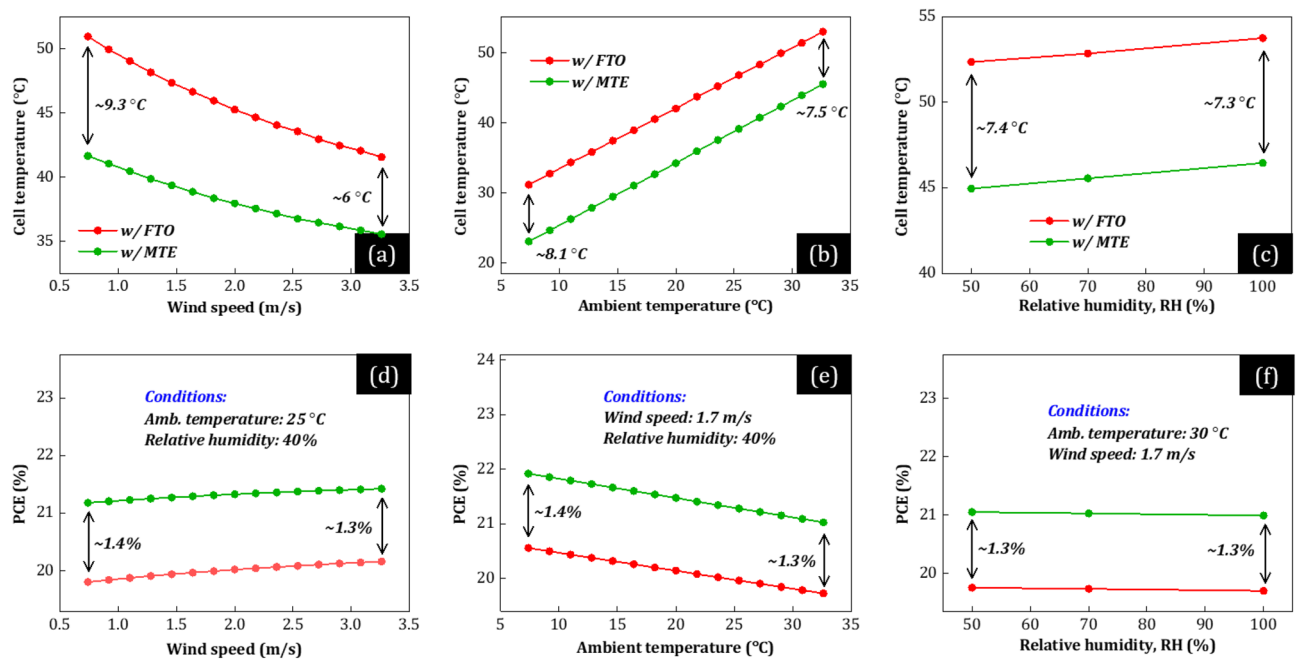 50
45
40
35
Cell temperature (°C)
~9.3 °C
~6 °C
w/ FTO
w/ MTE
(a)
0.5 1.0 1.5 2.0 2.5 3.0 3.5
Wind speed (m/s)
50
40
30
20
Cell temperature (°C)
w/ FTO
w/ MTE
~7.5 °C
~8.1 °C
(b)
5 10 15 20 25 30 35
Ambient temperature (°C)
55
50
45
40
Cell temperature (°C)
~7.4 °C
~7.3 °C
w/ FTO
w/ MTE
(c)
50 60 70 80 90 100
Relative humidity, RH (%)
(d)
23
22
21
20
PCE (%)
Conditions:
Amb. temperature: 25 °C
Relative humidity: 40%
~1.4%
~1.3%
0.5 1.0 1.5 2.0 2.5 3.0 3.5
Wind speed (m/s)
(e)
24
23
22
21
20
PCE (%)
Conditions:
Wind speed: 1.7 m/s
Relative humidity: 40%
~1.4%
~1.3%
5 10 15 20 25 30 35
Ambient temperature (°C)
(f)
23
22
21
20
PCE (%)
Conditions:
Amb. temperature: 30 °C
Wind speed: 1.7 m/s
~1.3%
~1.3%
50 60 70 80 90 100
Relative humidity, RH (%)